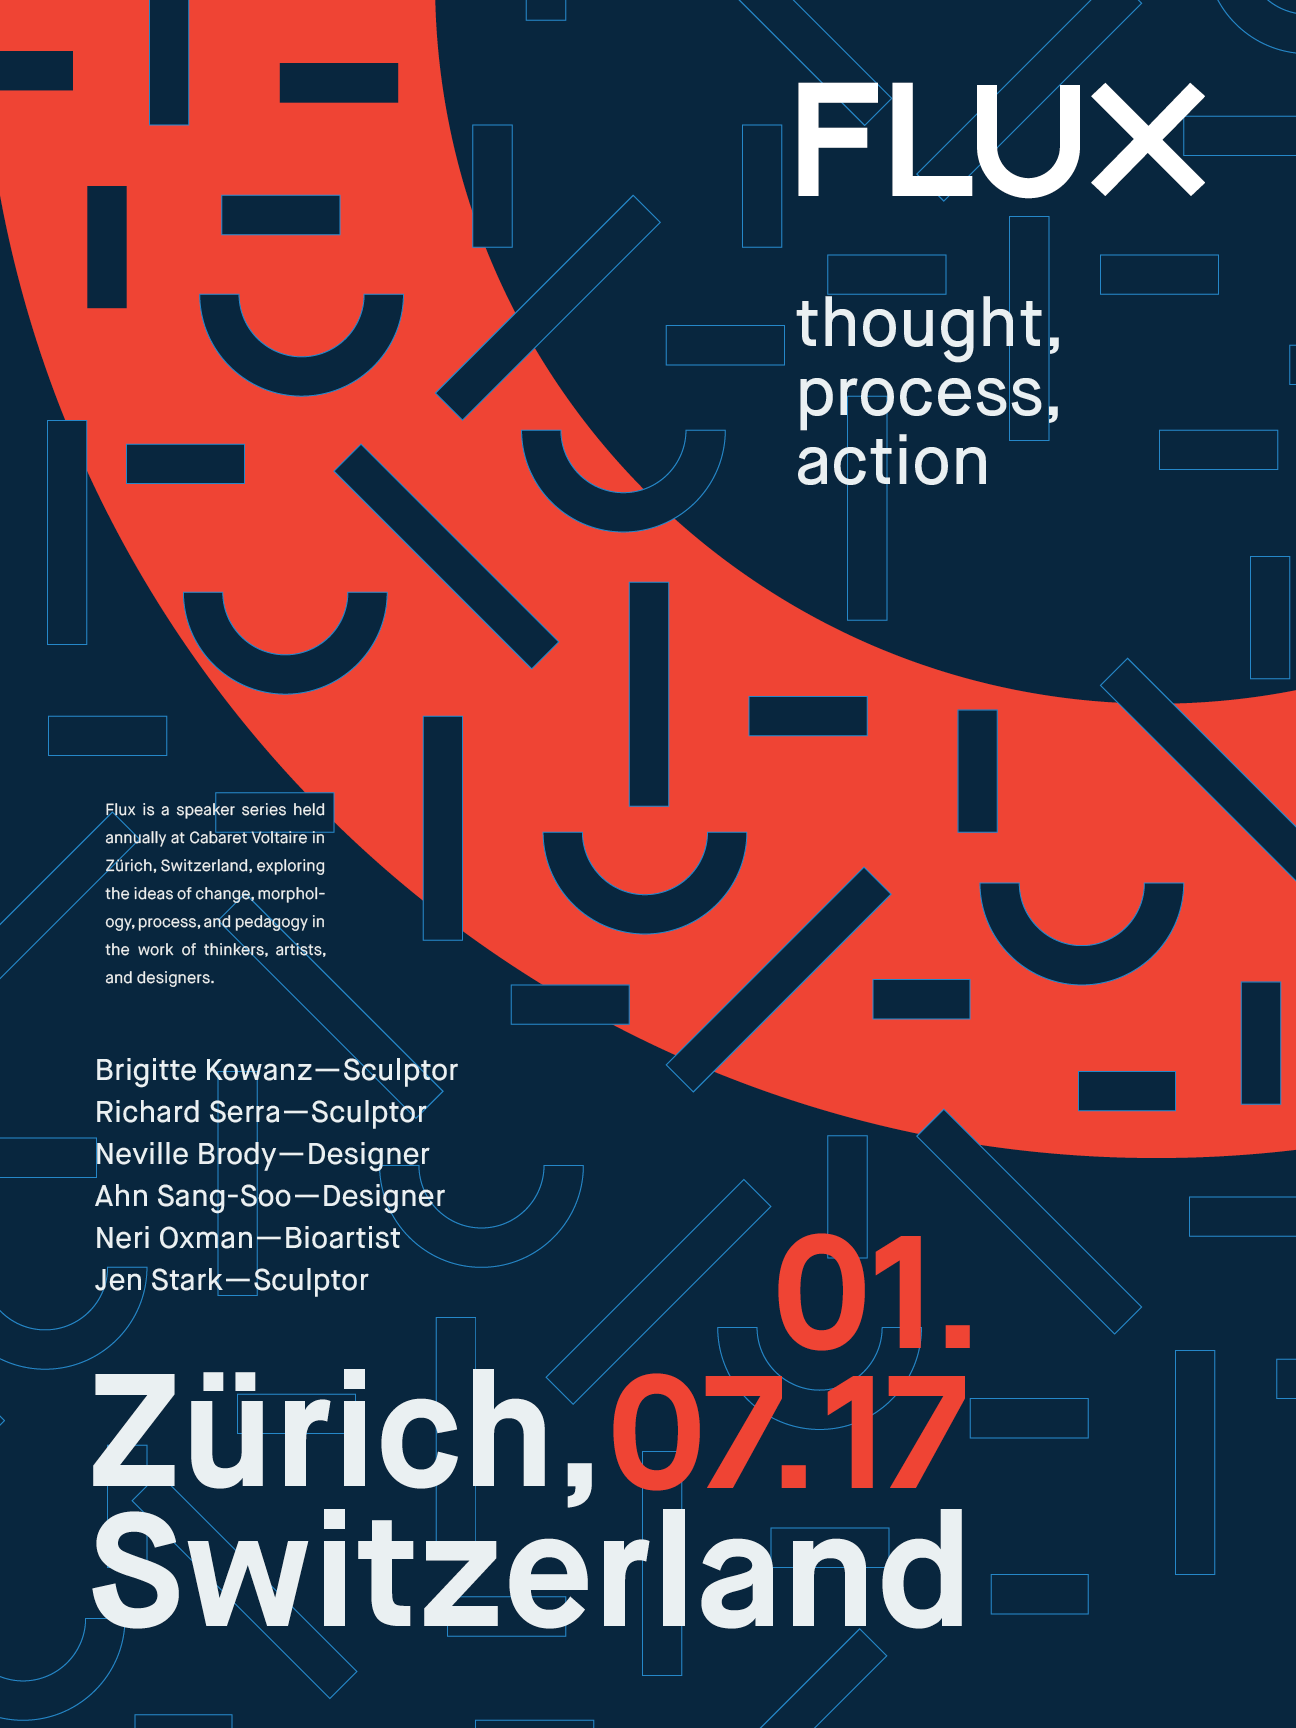 FLUX
thought,
process,
action
Flux is a speaker series held
annually at Cabaret Voltaire in
Zürich, Switzerland, exploring
the ideas of change, morphol-
ogy, process, and pedagogy in
the work of thinkers, artists,
and designers.
Brigitte Kowanz—Sculptor
Richard Serra—Sculptor
Neville Brody—Designer
Ahn Sang-Soo—Designer
Neri Oxman—Bioartist
Jen Stark—Sculptor
01.
Zürich, 07.17
Switzerland